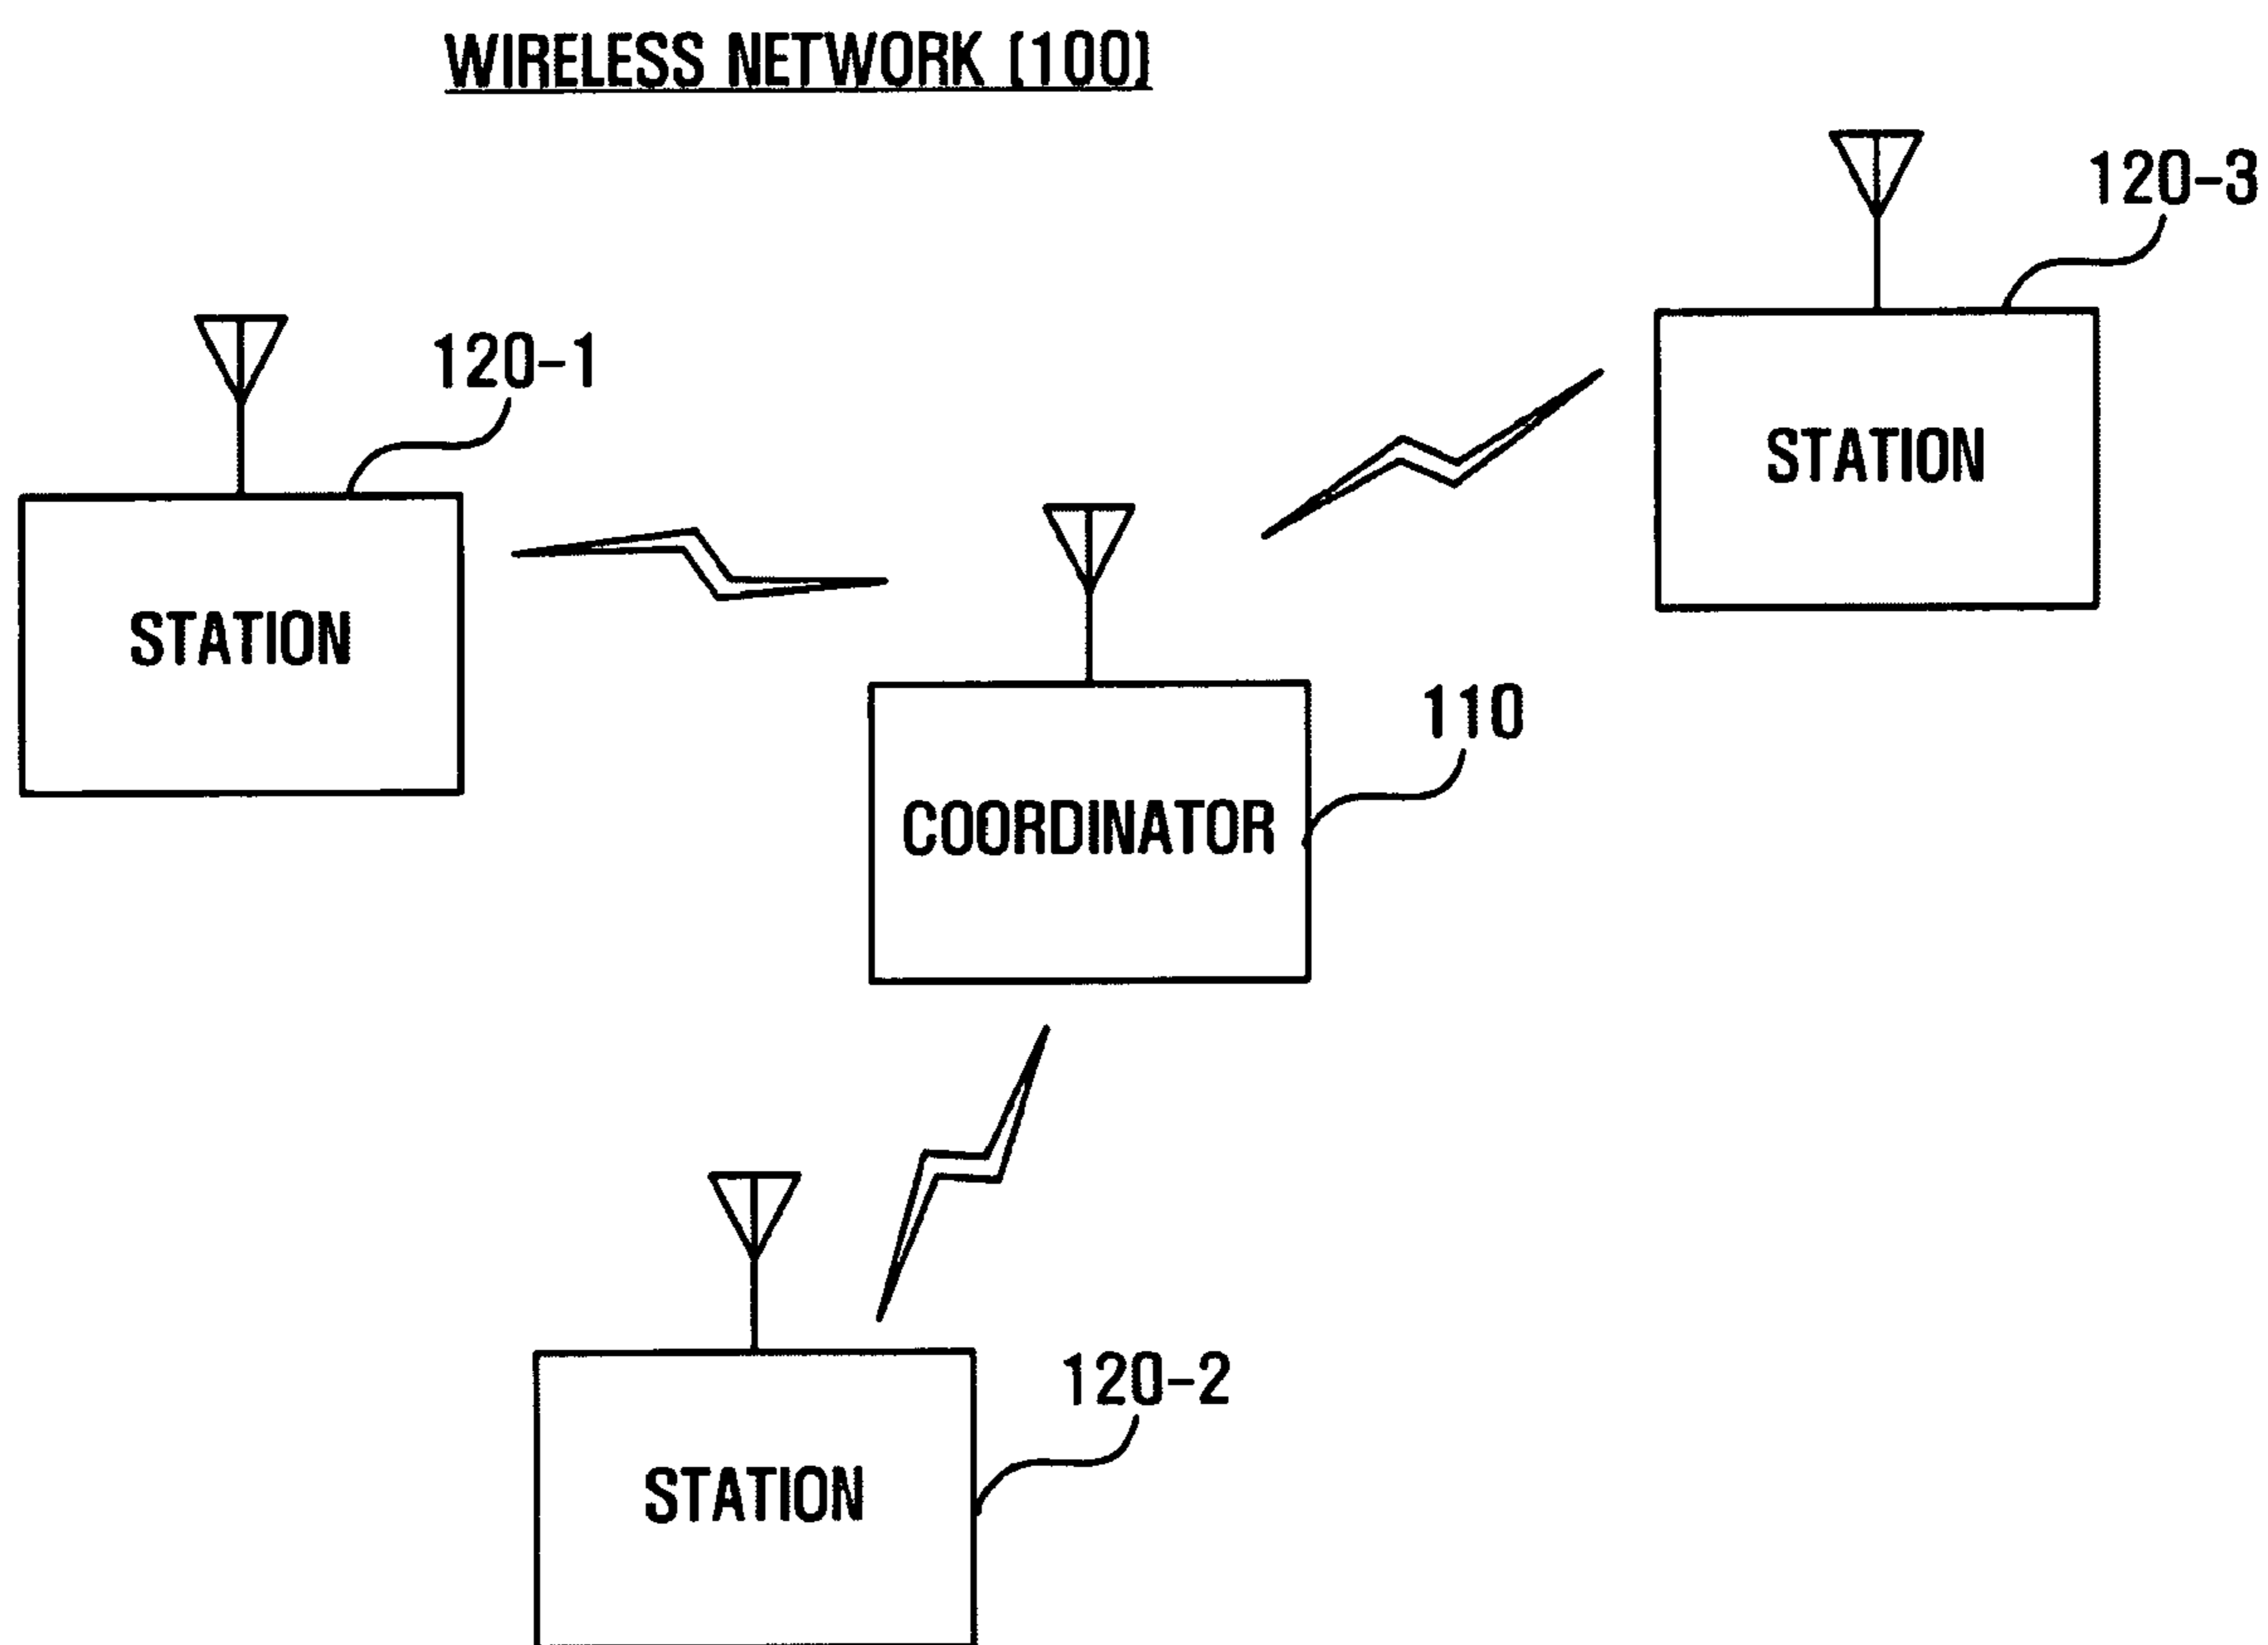 WIRELESS NETWORK [100]
120-3
120-1
STATION
STATION
110
COORDINATOR
120-2
STATION